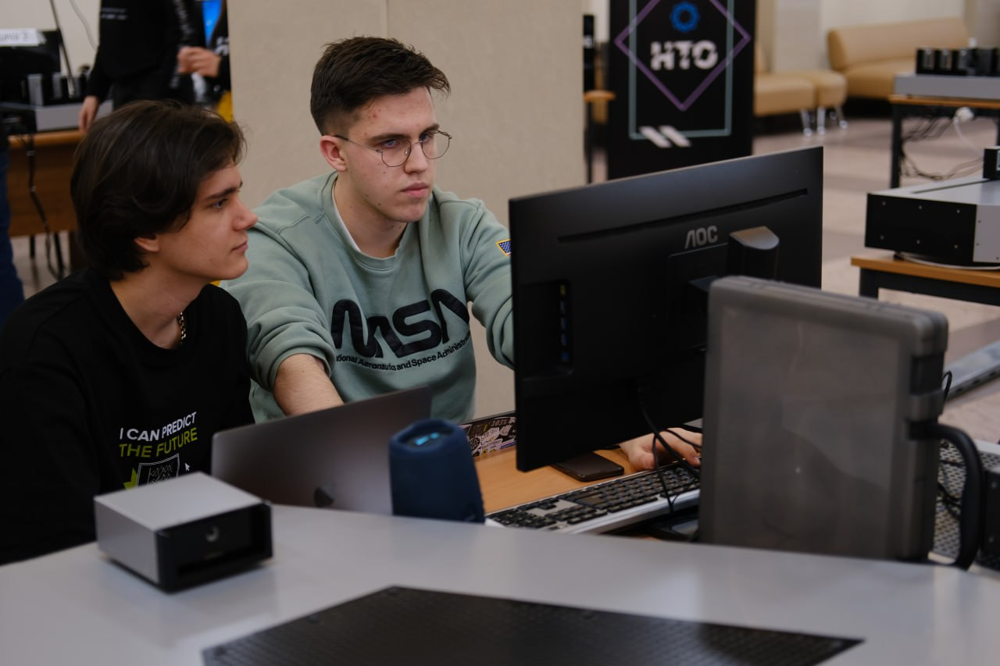 НТО
AOC
NASA
National Aeronautics and Space Administration
I CAN PREDICT
THE FUTURE